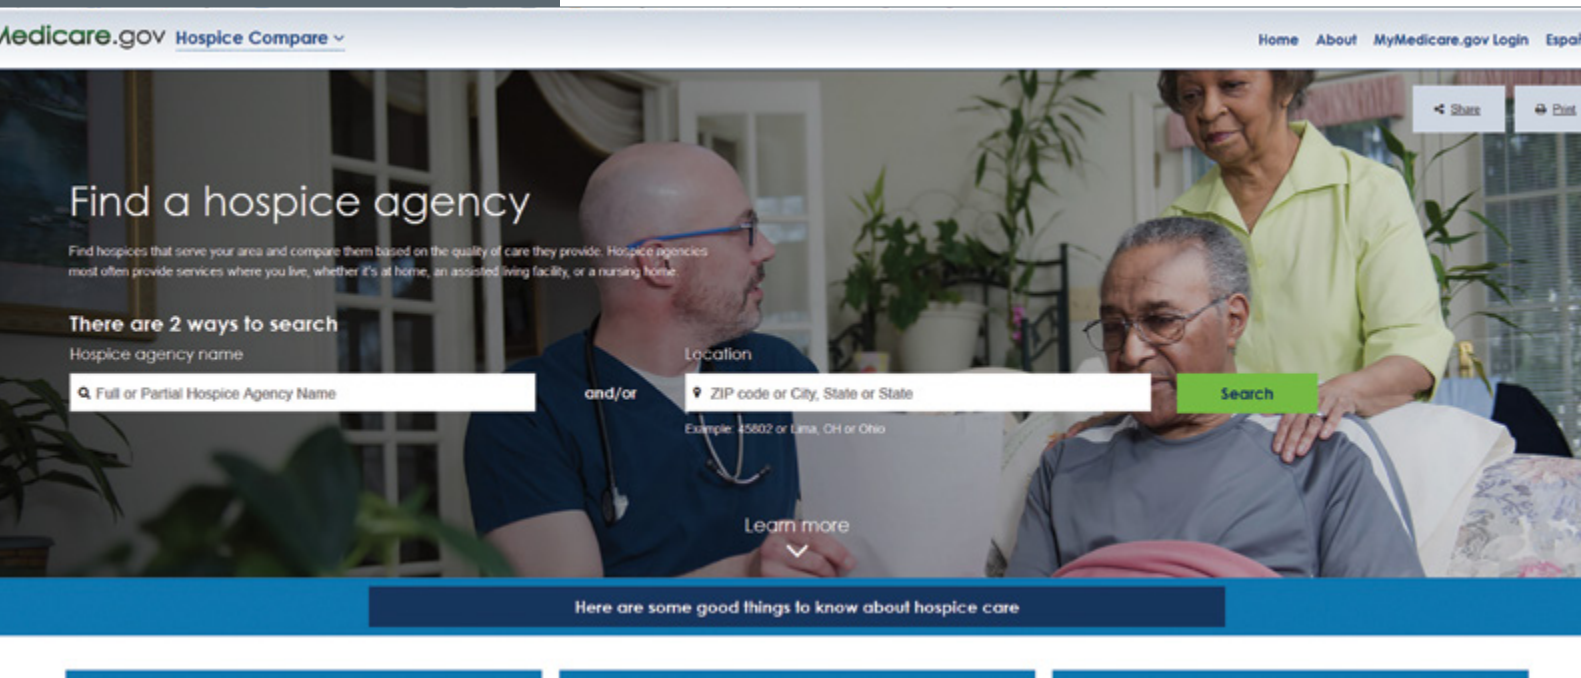 Medicare.gov Hospice Compare
Home About MyMedicare.gov Login Españ
Share Print
Find a hospice agency
Find hospices that serve your area and compare them based on the quality of care they provide. Hospice agencies
most often provide services where you live, whether it's at home, an assisted living facility, or a nursing home.
There are 2 ways to search
Hospice agency name
Location
Full or Partial Hospice Agency Name
and/or
ZIP code or City, State or State
Search
Example: 45802 or Lima, OH or Ohio
Learn more
Here are some good things to know about hospice care